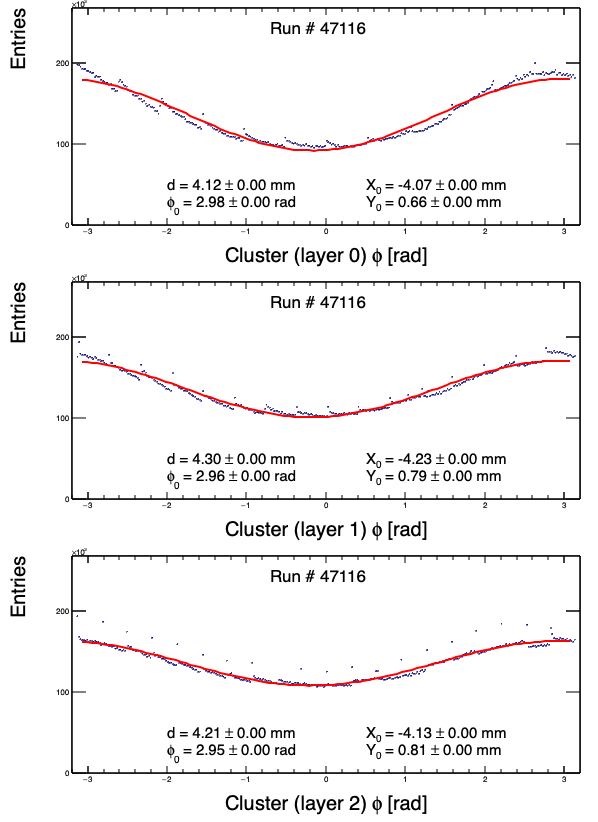 ×10²
Entries
Run # 47116
200
100
0
d = 4.12 ± 0.00 mm
X₀ = -4.07 ± 0.00 mm
ϕ₀ = 2.98 ± 0.00 rad
Y₀ = 0.66 ± 0.00 mm
−3 −2 −1 0 1 2 3
Cluster (layer 0) ϕ [rad]
×10²
Entries
Run # 47116
200
100
0
d = 4.30 ± 0.00 mm
X₀ = -4.23 ± 0.00 mm
ϕ₀ = 2.96 ± 0.00 rad
Y₀ = 0.79 ± 0.00 mm
−3 −2 −1 0 1 2 3
Cluster (layer 1) ϕ [rad]
×10²
Entries
Run # 47116
200
100
0
d = 4.21 ± 0.00 mm
X₀ = -4.13 ± 0.00 mm
ϕ₀ = 2.95 ± 0.00 rad
Y₀ = 0.81 ± 0.00 mm
−3 −2 −1 0 1 2 3
Cluster (layer 2) ϕ [rad]